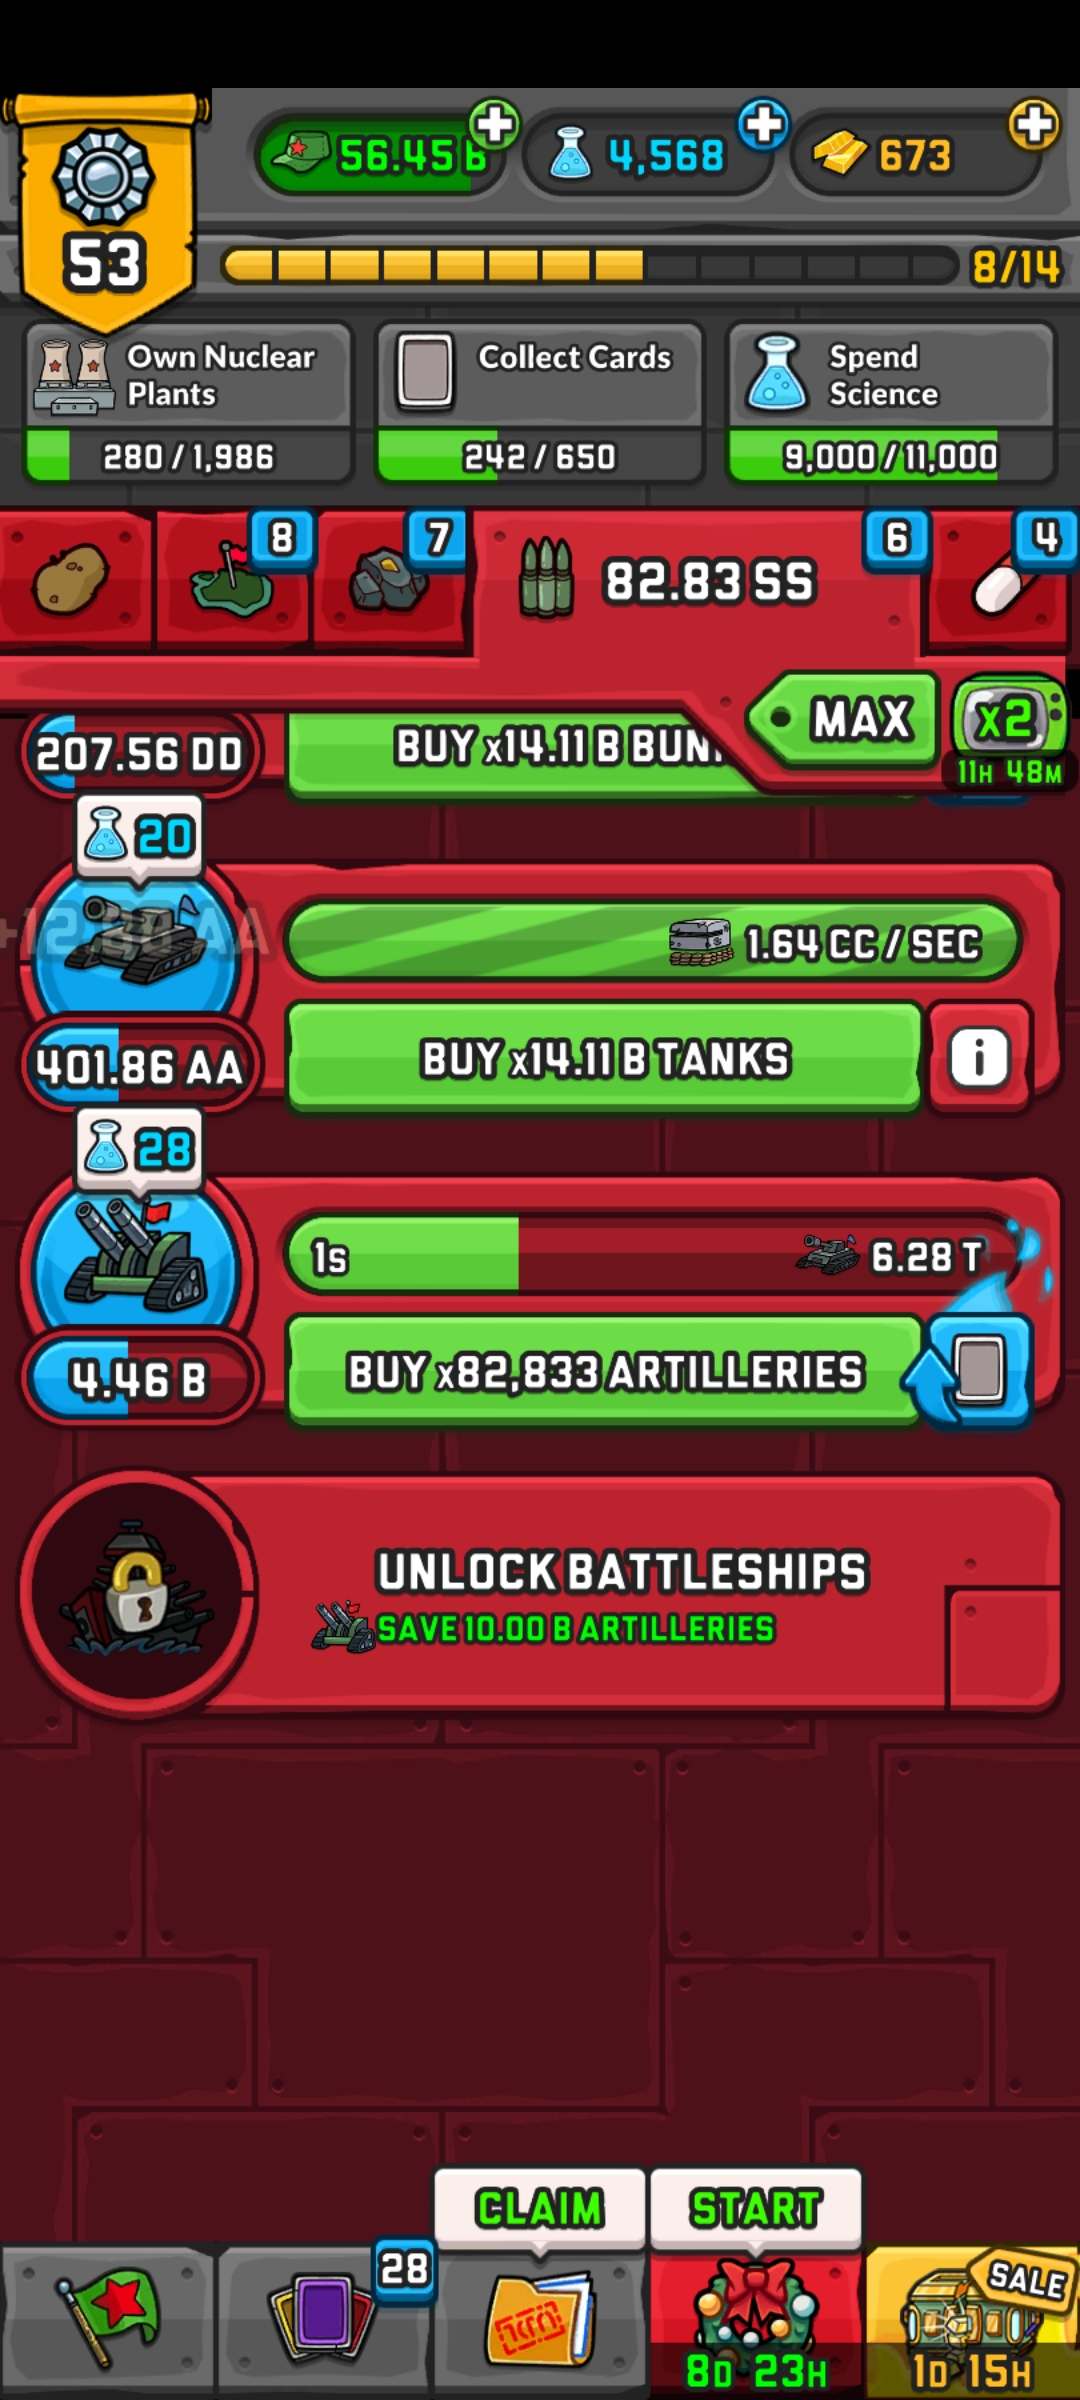 53
56.45 B
4,568
673
8/14
Own Nuclear
Plants
280 / 1,986
Collect Cards
242 / 650
Spend
Science
9,000 / 11,000
8
7
82.83 SS
6
4
MAX
x2
11H 48M
207.56 DD
BUY x14.11 B BUN
20
1.64 CC / SEC
401.86 AA
BUY x14.11 B TANKS
i
28
1s
6.28 T
4.46 B
BUY x82,833 ARTILLERIES
UNLOCK BATTLESHIPS
SAVE 10.00 B ARTILLERIES
CLAIM
START
28
SALE
8D 23H
1D 15H